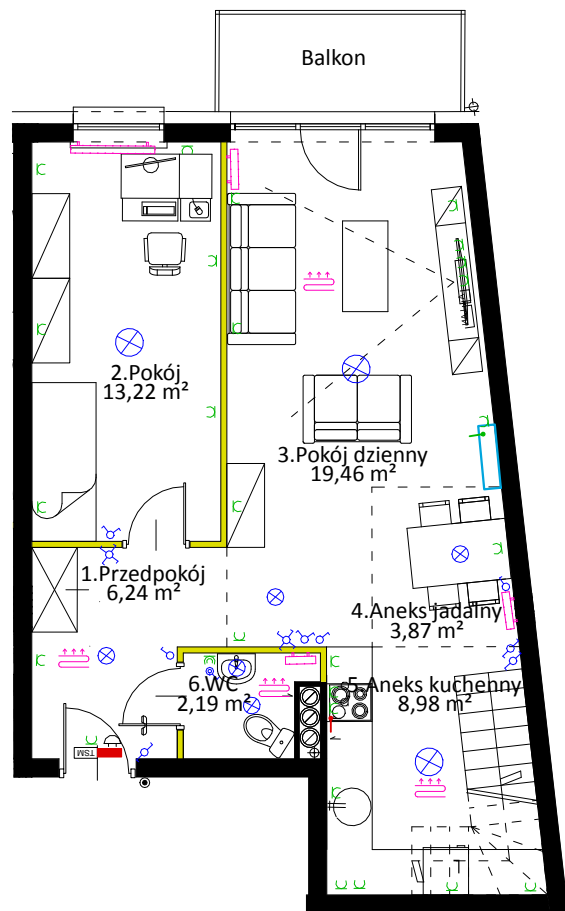 Balkon
2.Pokój
13,22 m²
3.Pokój dzienny
19,46 m²
1.Przedpokój
6,24 m²
4.Aneks jadalny
3,87 m²
6.WC
2,19 m²
5.Aneks kuchenny
8,98 m²
TSM